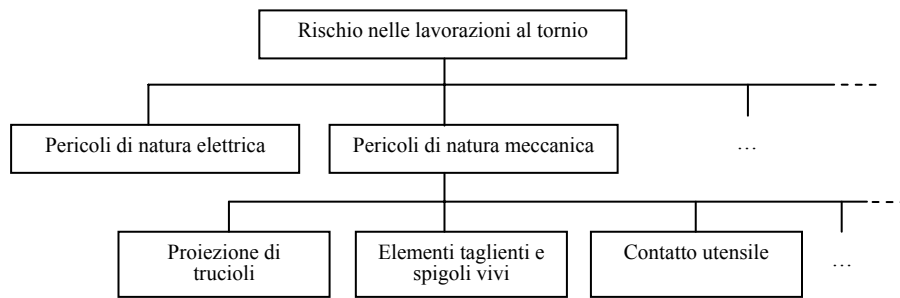 Rischio nelle lavorazioni al tornio
Pericoli di natura elettrica
Pericoli di natura meccanica
…
Proiezione di
trucioli
Elementi taglienti e
spigoli vivi
Contatto utensile
…